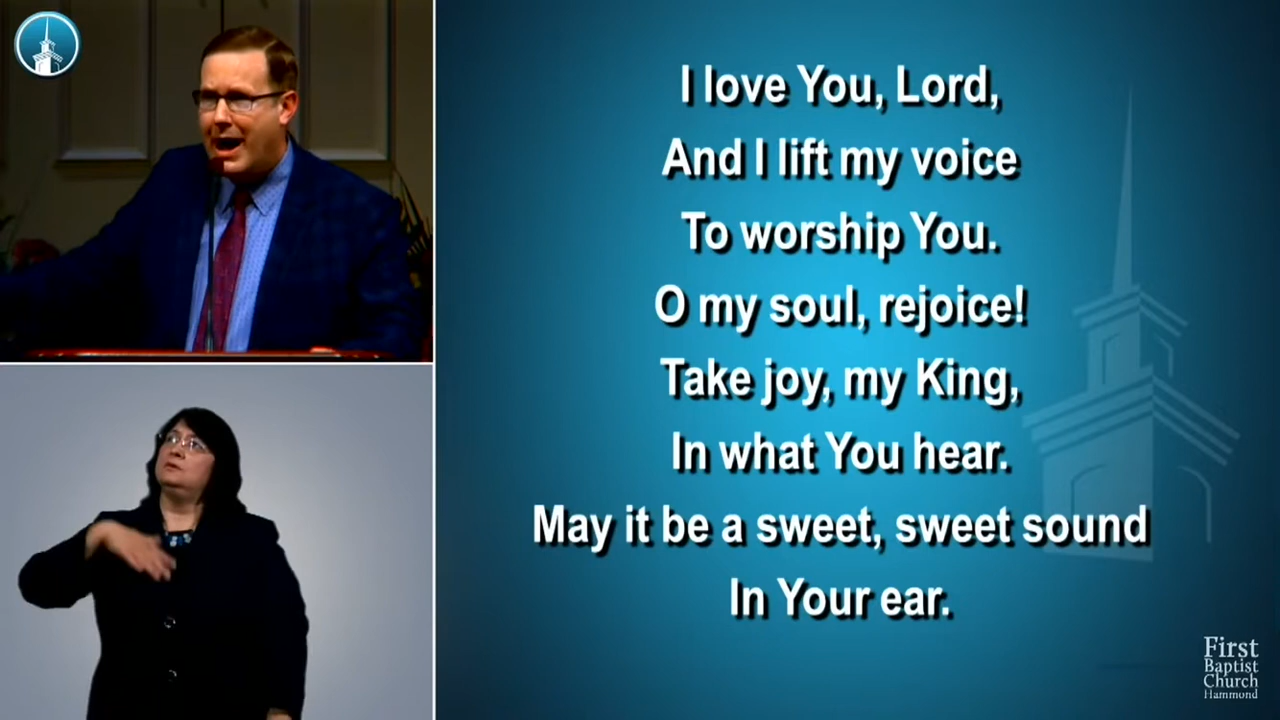 I love You, Lord,
And I lift my voice
To worship You.
O my soul, rejoice!
Take joy, my King,
In what You hear.
May it be a sweet, sweet sound
In Your ear.
First
Baptist
Church
Hammond